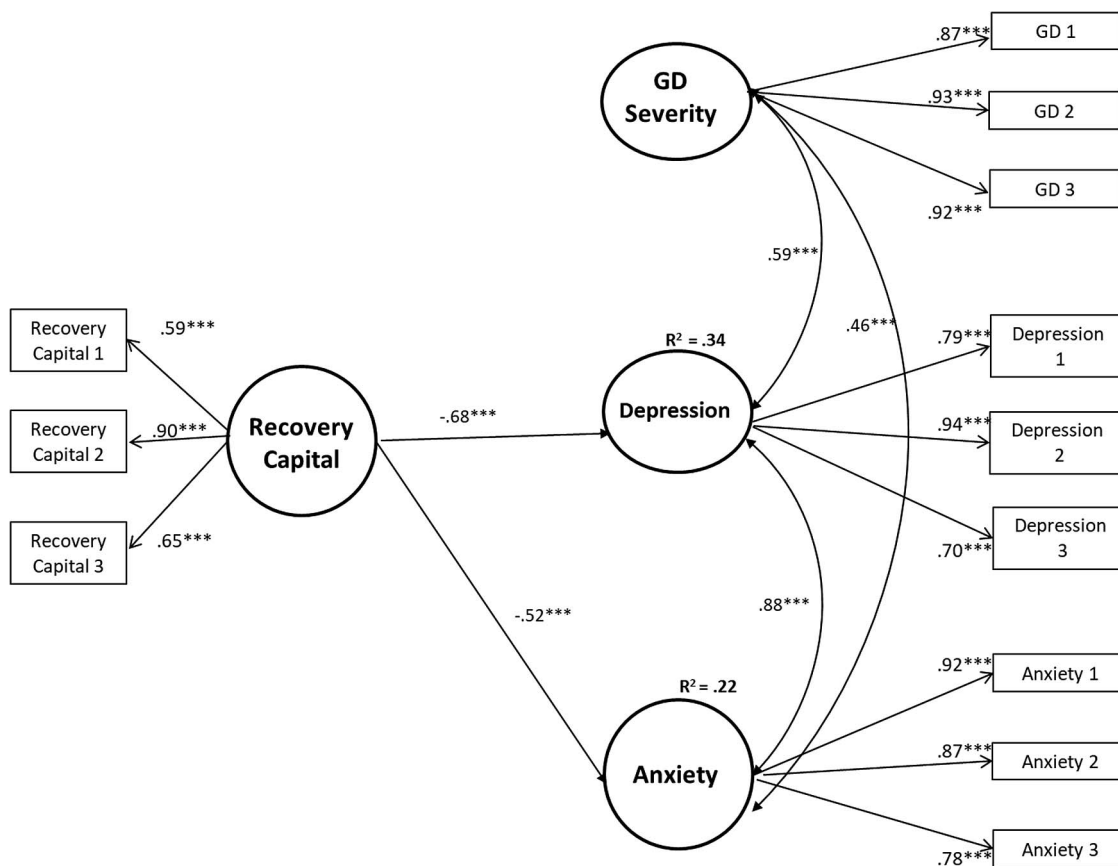 .87***
GD 1
GD
Severity
.93***
GD 2
GD 3
.92***
.59***
.46***
R² = .34
Depression
.79***
Depression
1
.94***
Depression
2
.70***
Depression
3
Recovery
Capital 1
.59***
Recovery
Capital 2
.90***
Recovery
Capital
-.68***
Recovery
Capital 3
.65***
-.52***
.88***
R² = .22
Anxiety
.92***
Anxiety 1
.87***
Anxiety 2
.78***
Anxiety 3